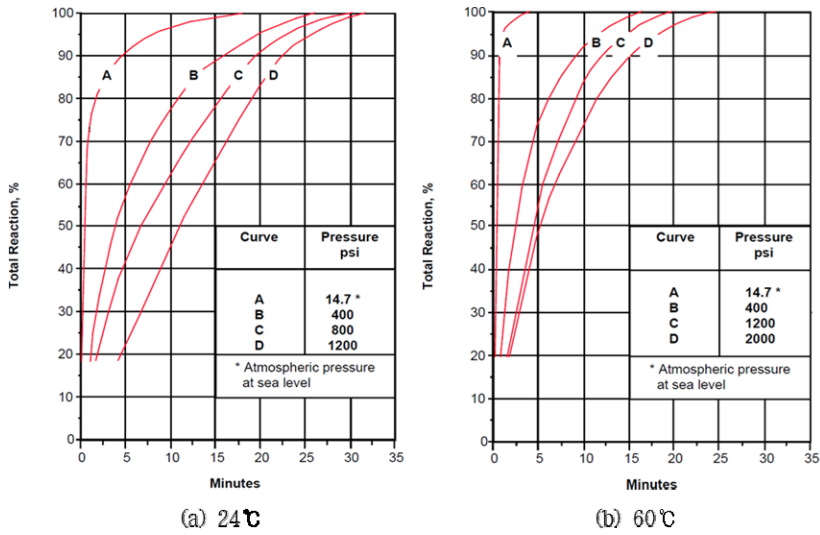 100
90
80
70
60
50
40
30
20
10
0
Total Reaction, %
A
B
C
D
Curve Pressure psi
A 14.7 *
B 400
C 800
D 1200
* Atmospheric pressure
at sea level
0 5 10 15 20 25 30 35
Minutes
(a) 24℃
100
90
80
70
60
50
40
30
20
10
0
Total Reaction, %
A
B
C
D
Curve Pressure psi
A 14.7 *
B 400
C 1200
D 2000
* Atmospheric pressure
at sea level
0 5 10 15 20 25 30 35
Minutes
(b) 60℃